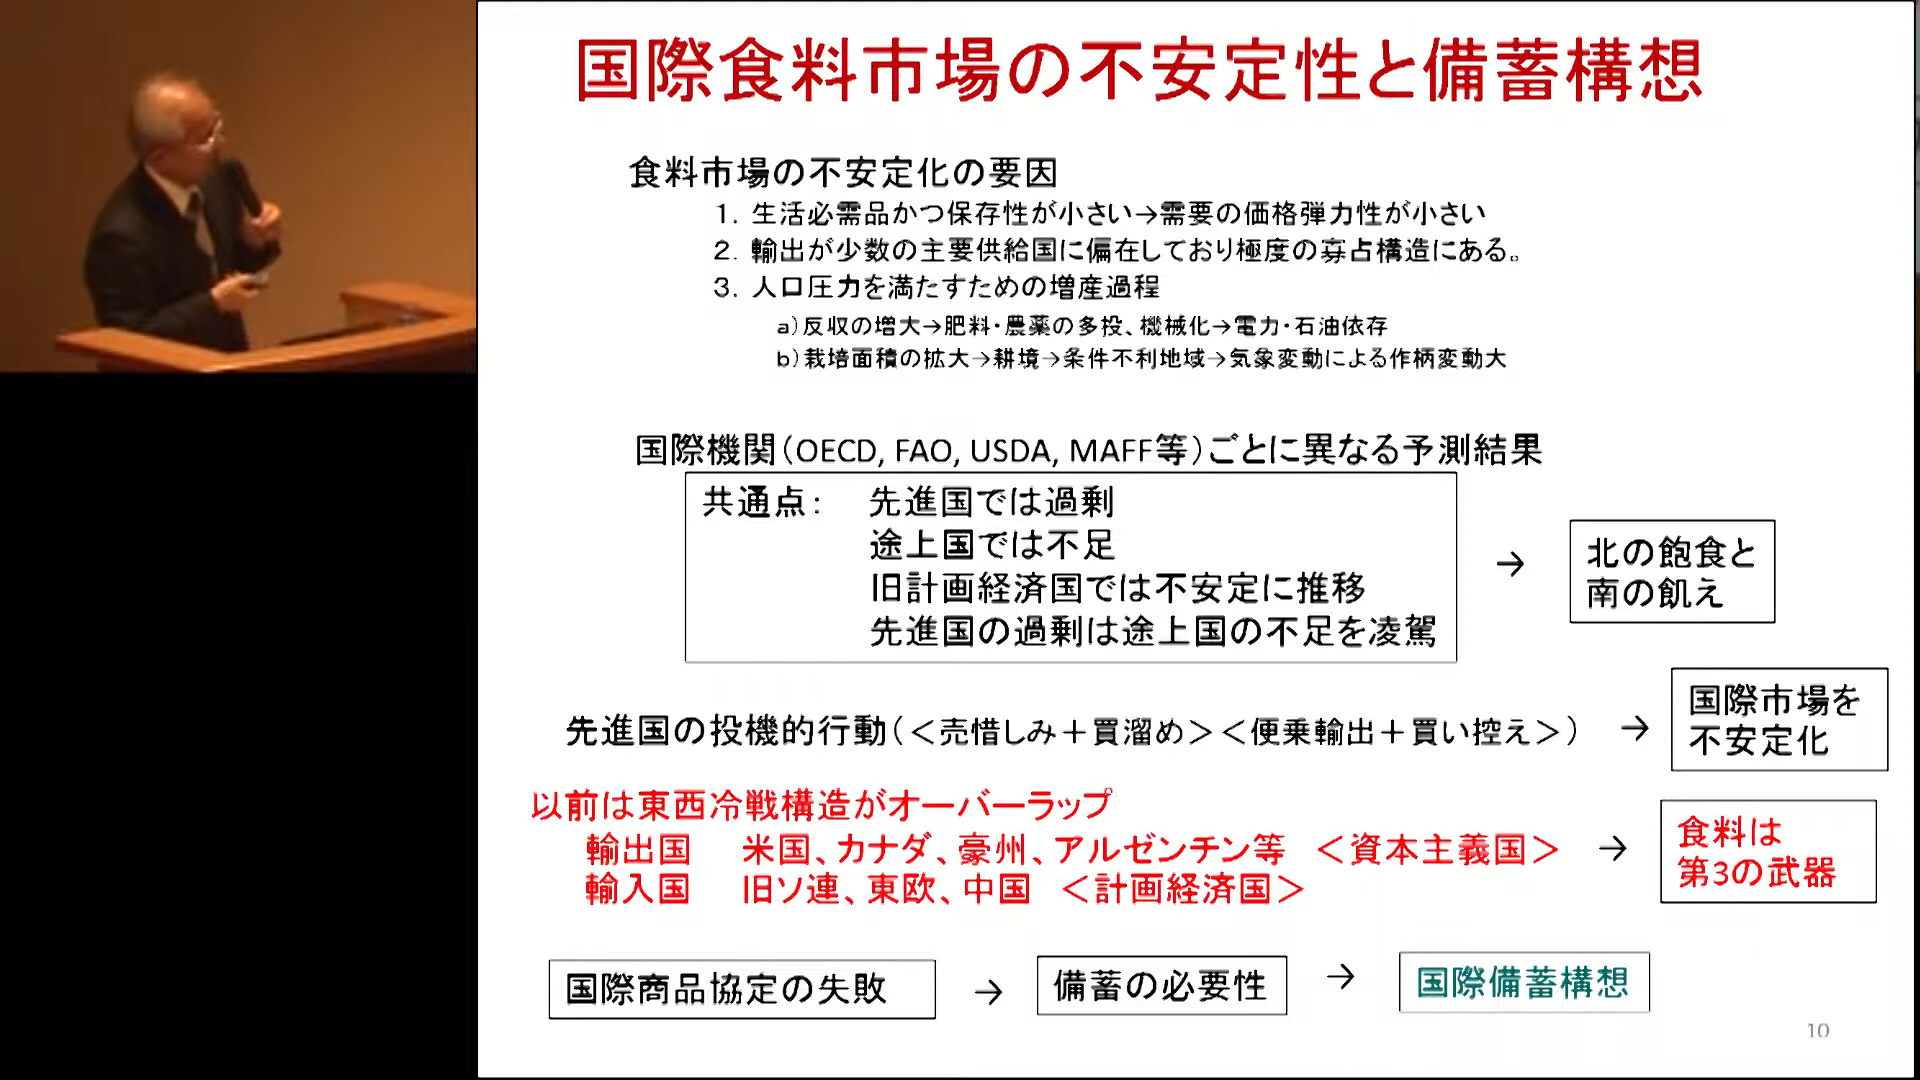 国際食料市場の不安定性と備蓄構想
食料市場の不安定化の要因
1. 生活必需品かつ保存性が小さい→需要の価格弾力性が小さい
2. 輸出が少数の主要供給国に偏在しており極度の寡占構造にある。
3. 人口圧力を満たすための増産過程
a)反収の増大→肥料・農薬の多投、機械化→電力・石油依存
b)栽培面積の拡大→耕境→条件不利地域→気象変動による作柄変動大
国際機関(OECD, FAO, USDA, MAFF等)ごとに異なる予測結果
共通点: 先進国では過剰
途上国では不足
旧計画経済国では不安定に推移
先進国の過剰は途上国の不足を凌駕
→
北の飽食と
南の飢え
先進国の投機的行動(<売惜しみ+買溜め><便乗輸出+買い控え>) →
国際市場を
不安定化
以前は東西冷戦構造がオーバーラップ
輸出国 米国、カナダ、豪州、アルゼンチン等 <資本主義国> →
輸入国 旧ソ連、東欧、中国 <計画経済国>
食料は
第3の武器
国際商品協定の失敗 → 備蓄の必要性 → 国際備蓄構想
10